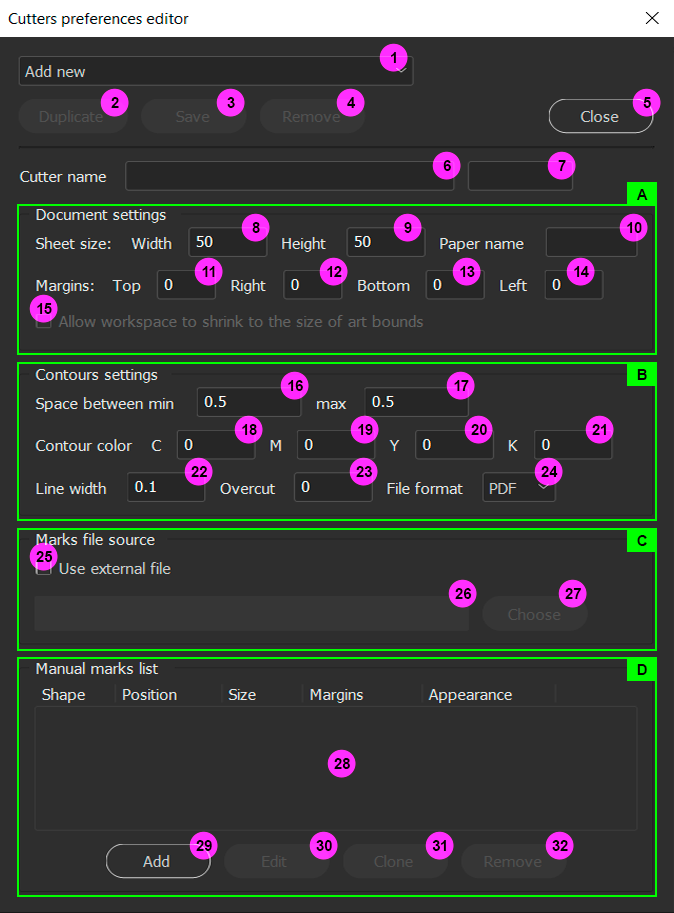 Cutters preferences editor
Add new 1
Duplicate 2 Save 3 Remove 4 Close 5
Cutter name 6 7
A
Document settings
Sheet size: Width 50 8 Height 50 9 Paper name 10
Margins: Top 0 11 Right 0 12 Bottom 0 13 Left 0 14
15 Allow workspace to shrink to the size of art bounds
B
Contours settings
Space between min 0.5 16 max 0.5 17
Contour color C 0 18 M 0 19 Y 0 20 K 0 21
Line width 0.1 22 Overcut 0 23 File format PDF 24
C
Marks file source
25 Use external file
26 Choose 27
D
Manual marks list
Shape Position Size Margins Appearance
28
Add 29 Edit 30 Clone 31 Remove 32